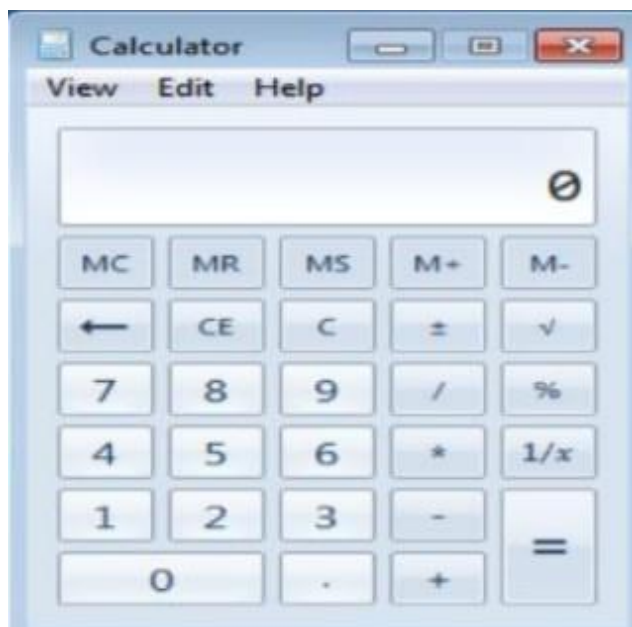 Calculator
View Edit Help
0
MC MR MS M+ M-
← CE C ± √
7 8 9 / %
4 5 6 * 1/x
1 2 3 - =
0 . +